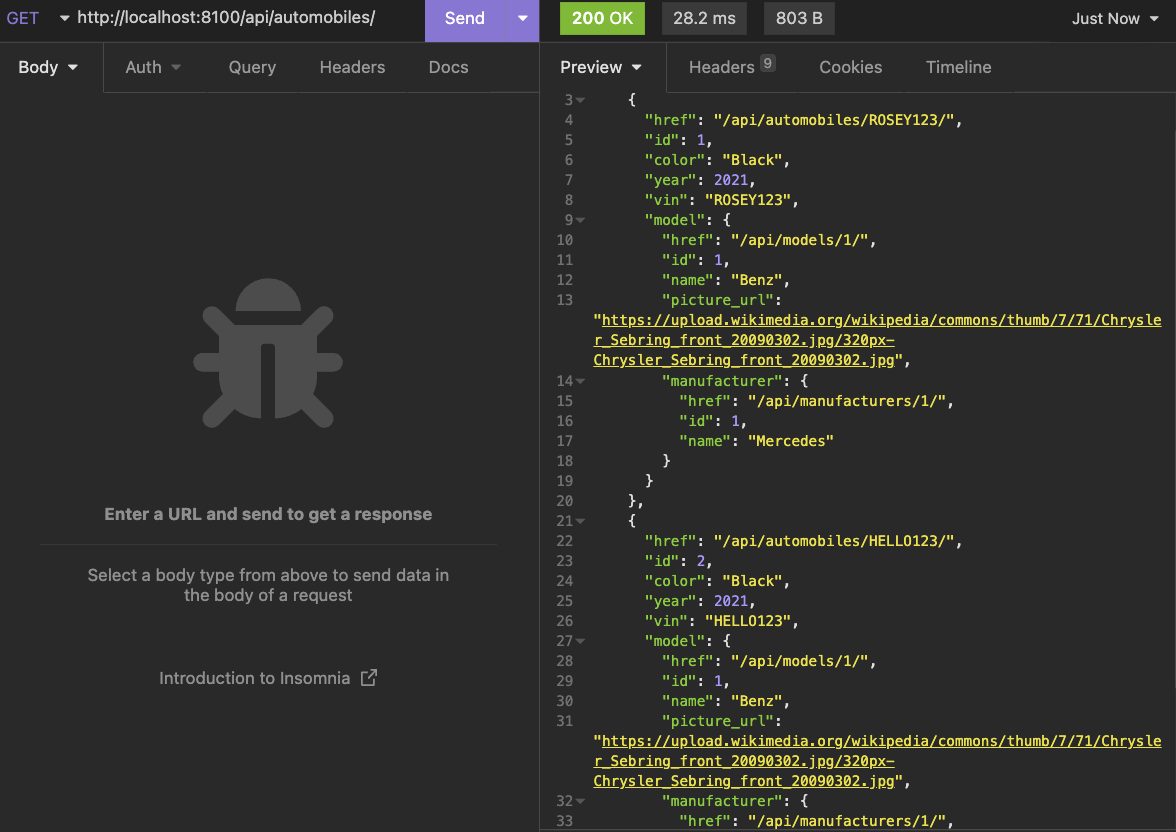 GET http://localhost:8100/api/automobiles/ Send 200 OK 28.2 ms 803 B Just Now
Body Auth Query Headers Docs Preview Headers 9 Cookies Timeline
Enter a URL and send to get a response
Select a body type from above to send data in
the body of a request
Introduction to Insomnia
3 {
4 "href": "/api/automobiles/ROSEY123/",
5 "id": 1,
6 "color": "Black",
7 "year": 2021,
8 "vin": "ROSEY123",
9 "model": {
10 "href": "/api/models/1/",
11 "id": 1,
12 "name": "Benz",
13 "picture_url":
"https://upload.wikimedia.org/wikipedia/commons/thumb/7/71/Chrysle
r_Sebring_front_20090302.jpg/320px-
Chrysler_Sebring_front_20090302.jpg",
14 "manufacturer": {
15 "href": "/api/manufacturers/1/",
16 "id": 1,
17 "name": "Mercedes"
18 }
19 }
20 },
21 {
22 "href": "/api/automobiles/HELLO123/",
23 "id": 2,
24 "color": "Black",
25 "year": 2021,
26 "vin": "HELLO123",
27 "model": {
28 "href": "/api/models/1/",
29 "id": 1,
30 "name": "Benz",
31 "picture_url":
"https://upload.wikimedia.org/wikipedia/commons/thumb/7/71/Chrysle
r_Sebring_front_20090302.jpg/320px-
Chrysler_Sebring_front_20090302.jpg",
32 "manufacturer": {
33 "href": "/api/manufacturers/1/",